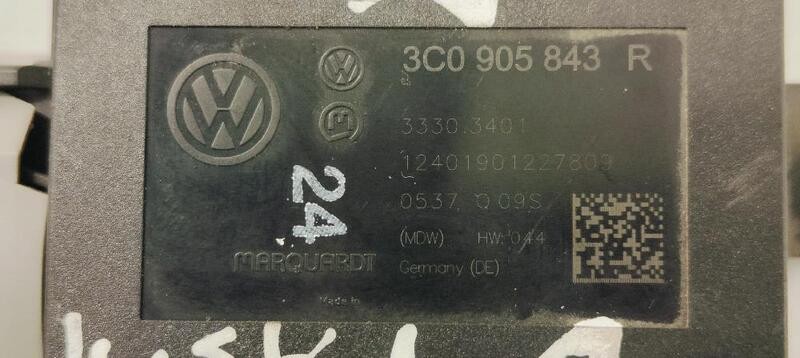 3C0 905 843 R
3330.3401
12401901227809
0537 Q 09S
(MDW) HW: 044
MARQUARDT Germany (DE)
Made in
24